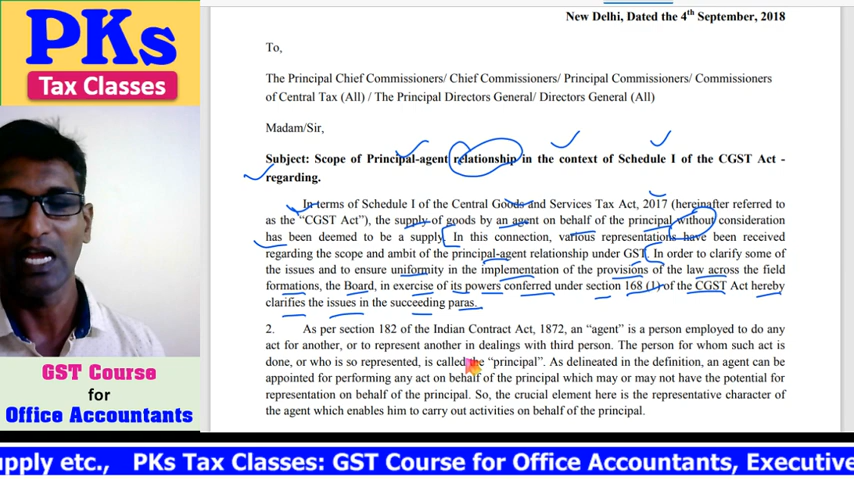 PKs
Tax Classes
GST Course
for
Office Accountants
New Delhi, Dated the 4th September, 2018
To,
The Principal Chief Commissioners/ Chief Commissioners/ Principal Commissioners/ Commissioners
of Central Tax (All) / The Principal Directors General/ Directors General (All)
Madam/Sir,
Subject: Scope of Principal-agent relationship in the context of Schedule I of the CGST Act -
regarding.
In terms of Schedule I of the Central Goods and Services Tax Act, 2017 (hereinafter referred to
as the “CGST Act”), the supply of goods by an agent on behalf of the principal without consideration
has been deemed to be a supply. In this connection, various representations have been received
regarding the scope and ambit of the principal-agent relationship under GST. In order to clarify some of
the issues and to ensure uniformity in the implementation of the provisions of the law across the field
formations, the Board, in exercise of its powers conferred under section 168 (1) of the CGST Act hereby
clarifies the issues in the succeeding paras.
2. As per section 182 of the Indian Contract Act, 1872, an “agent” is a person employed to do any
act for another, or to represent another in dealings with third person. The person for whom such act is
done, or who is so represented, is called the “principal”. As delineated in the definition, an agent can be
appointed for performing any act on behalf of the principal which may or may not have the potential for
representation on behalf of the principal. So, the crucial element here is the representative character of
the agent which enables him to carry out activities on behalf of the principal.
upply etc., PKs Tax Classes: GST Course for Office Accountants, Executive